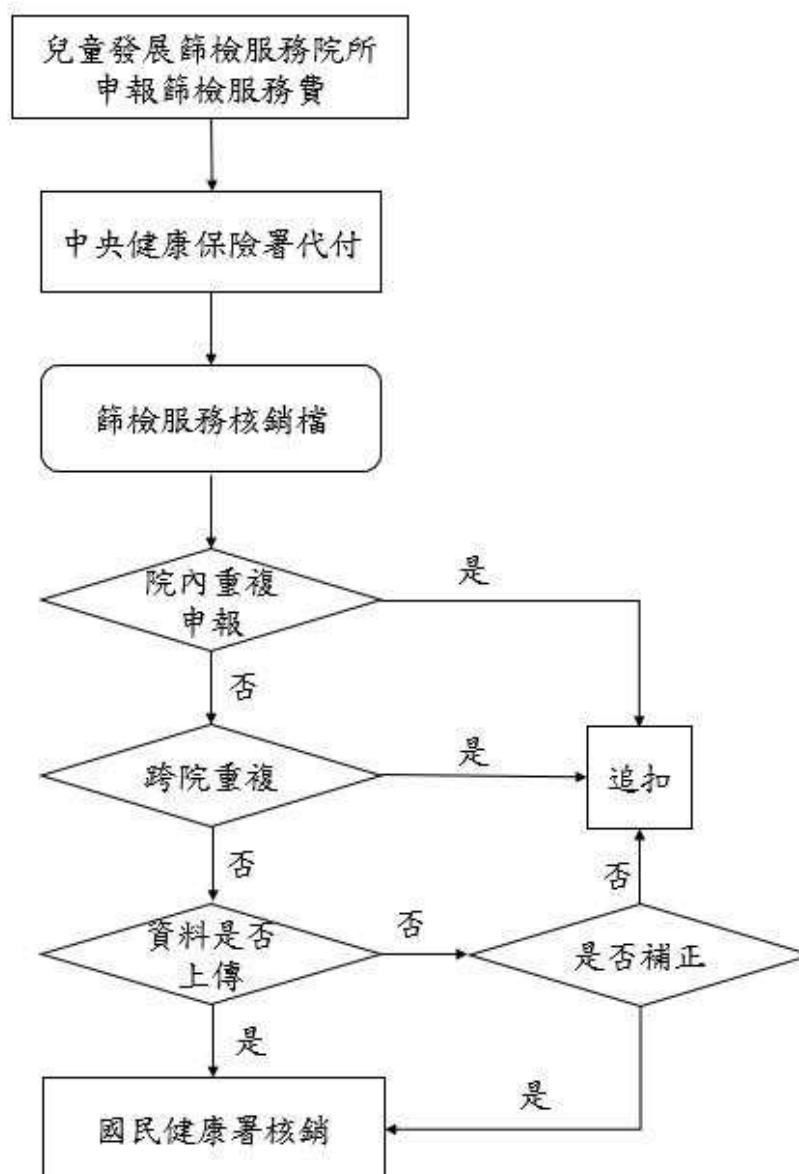 兒童發展篩檢服務院所
申報篩檢服務費
中央健康保險署代付
篩檢服務核銷檔
院內重複
申報
是
否
跨院重複
是
追扣
否
否
資料是否
上傳
否
是否補正
是
是
國民健康署核銷